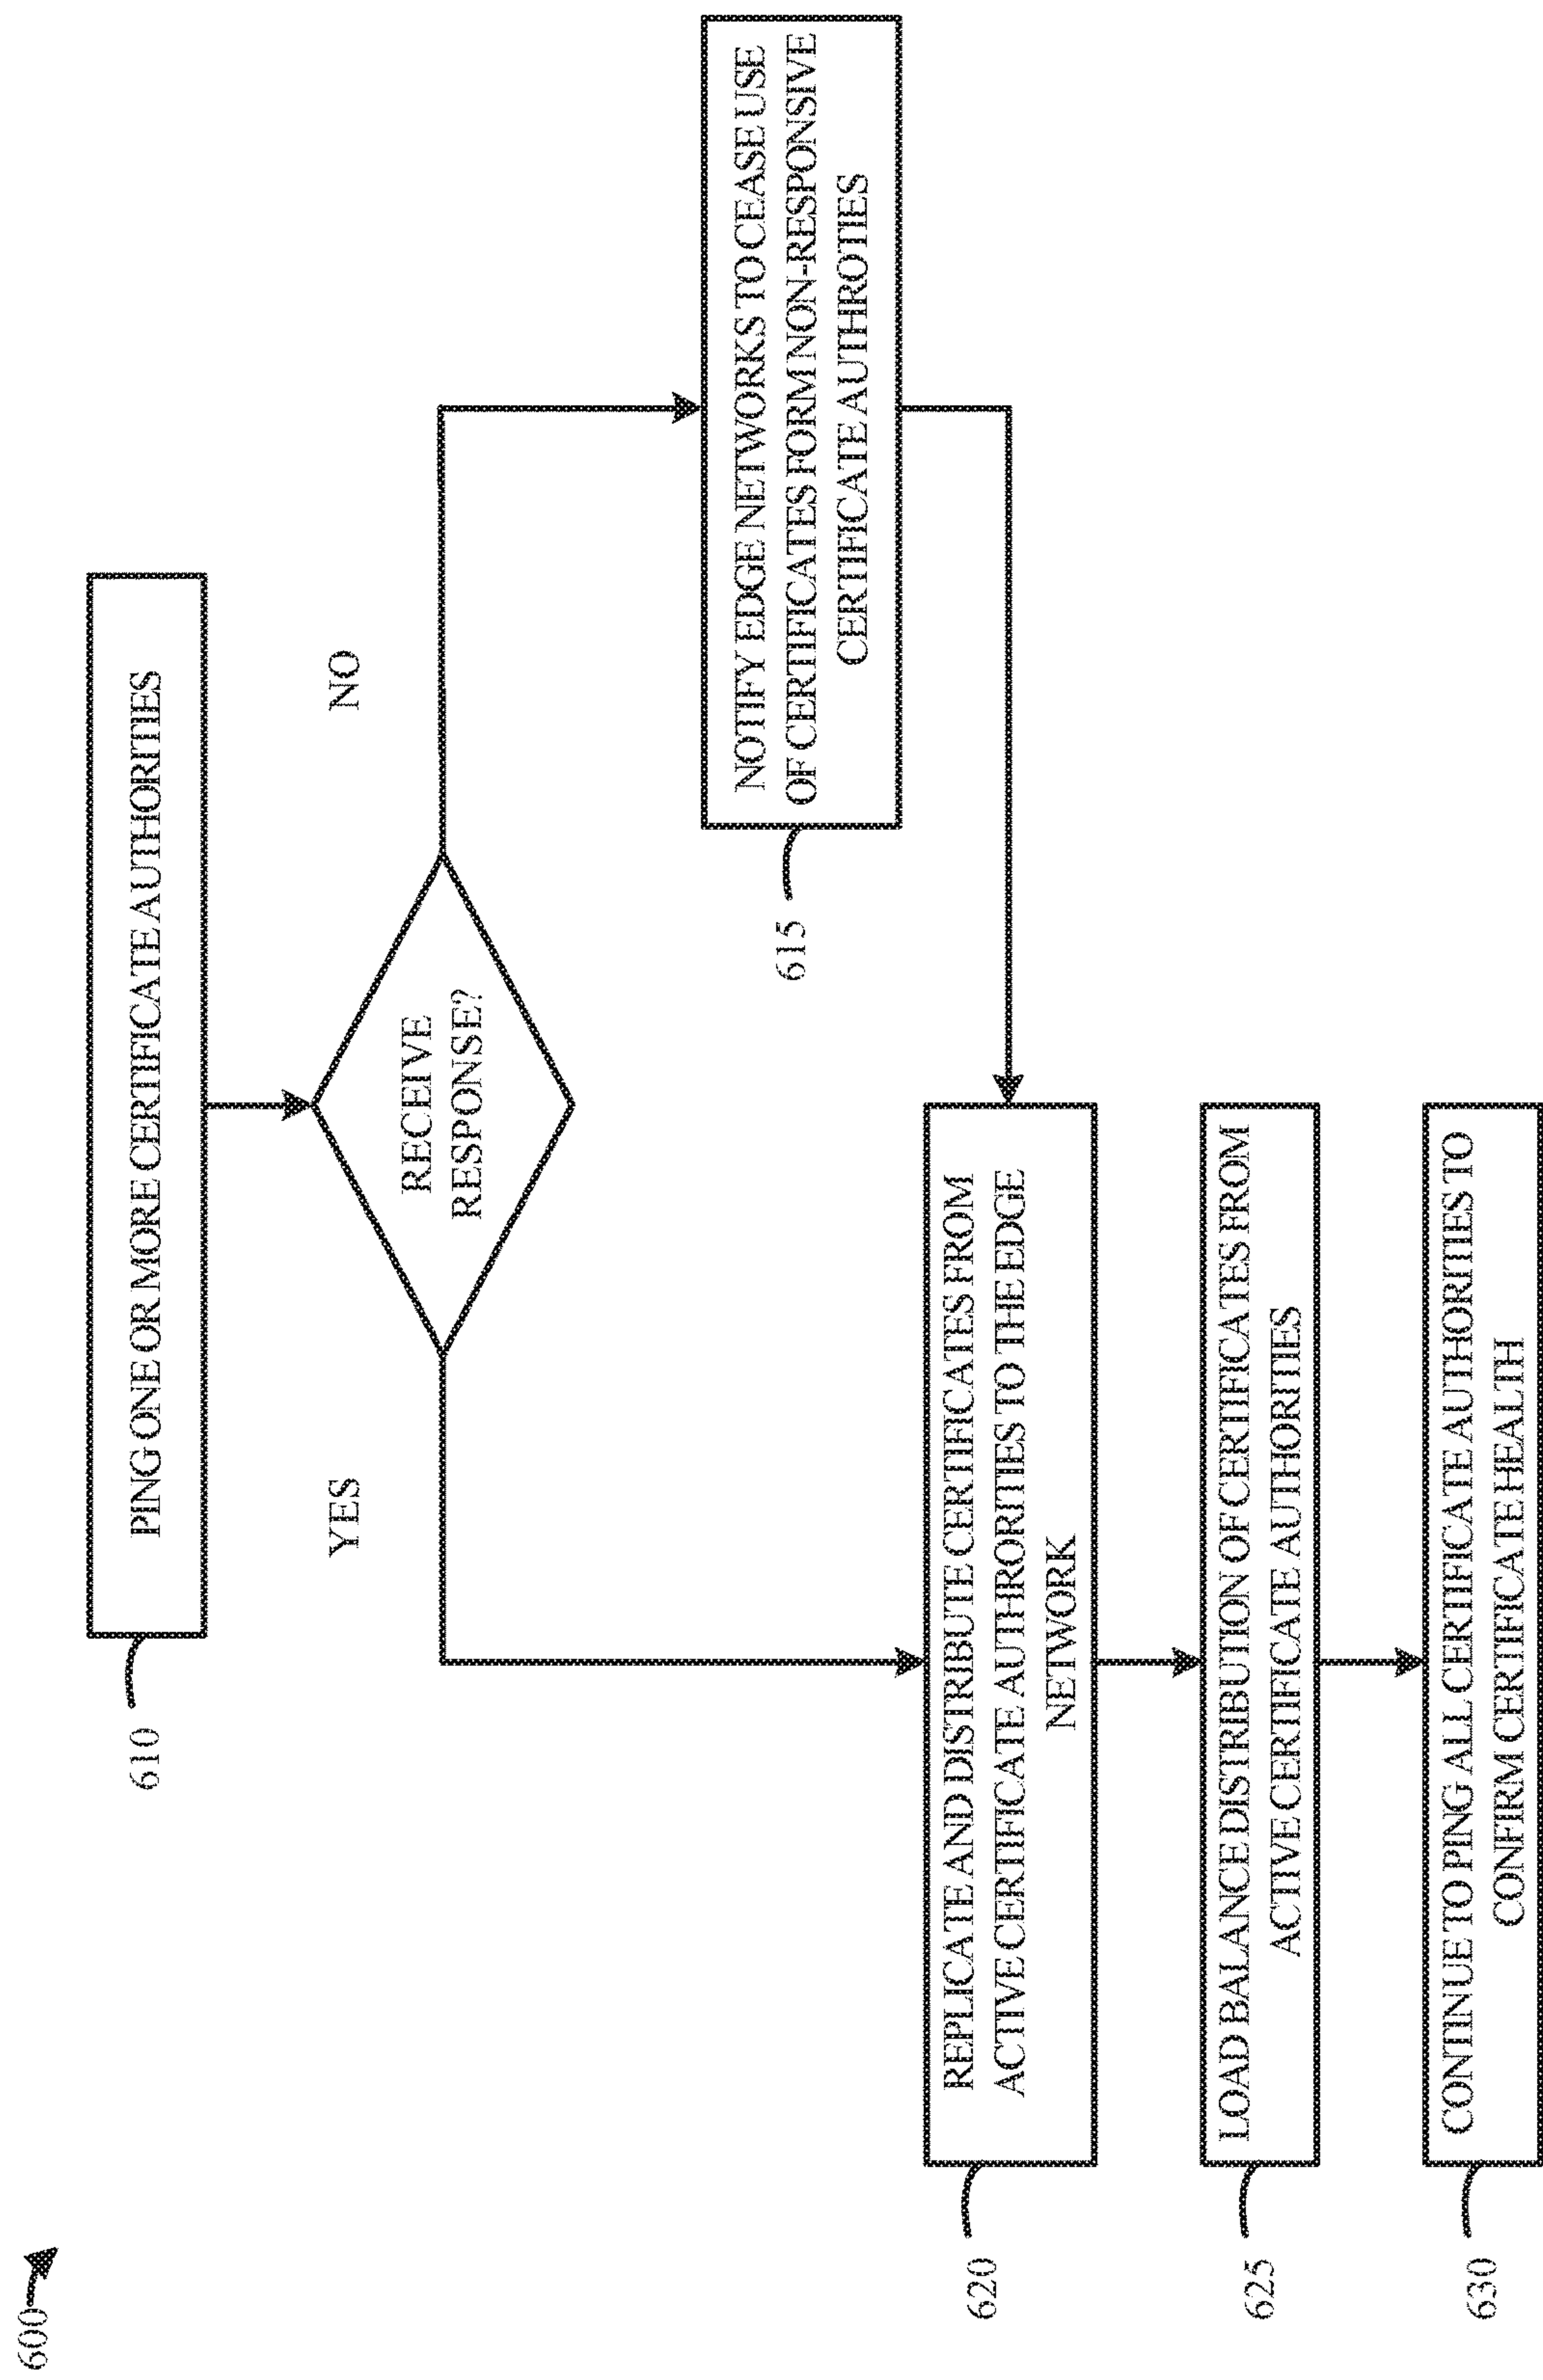 600
610
PING ONE OR MORE CERTIFICATE AUTHORITIES
RECEIVE
RESPONSE?
YES
NO
615
NOTIFY EDGE NETWORKS TO CEASE USE
OF CERTIFICATES FORM NON-RESPONSIVE
CERTIFICATE AUTHROTIES
620
REPLICATE AND DISTRIBUTE CERTIFICATES FROM
ACTIVE CERTIFICATE AUTHRORITIES TO THE EDGE
NETWORK
625
LOAD BALANCE DISTRIBUTION OF CERTIFICATES FROM
ACTIVE CERTIFICATE AUTHORITIES
630
CONTINUE TO PING ALL CERTIFICATE AUTHORITIES TO
CONFIRM CERTIFICATE HEALTH